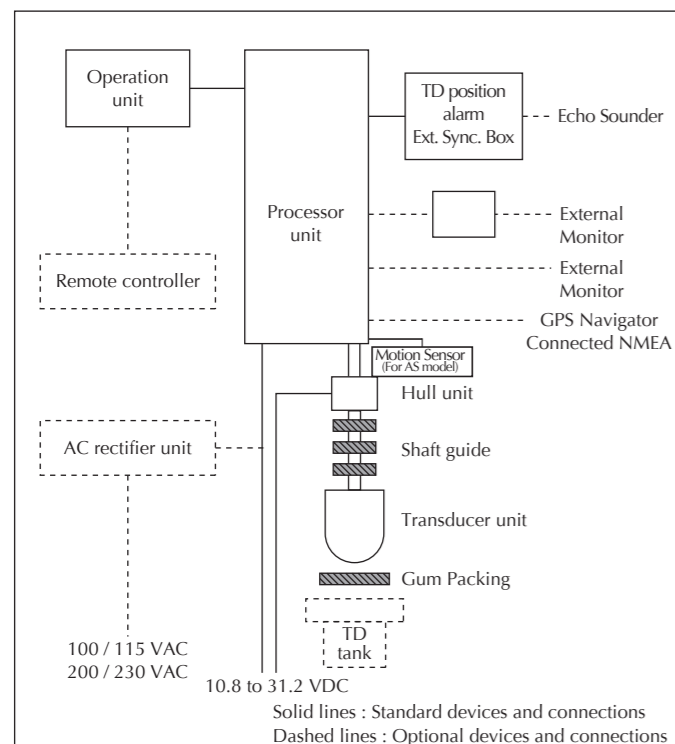 Operation
unit
TD position
alarm
Ext. Sync. Box
Echo Sounder
Processor
unit
External
Monitor
Remote controller
External
Monitor
GPS Navigator
Connected NMEA
Motion Sensor
(For AS model)
Hull unit
AC rectifier unit
Shaft guide
Transducer unit
Gum Packing
TD
tank
100 / 115 VAC
200 / 230 VAC
10.8 to 31.2 VDC
Solid lines : Standard devices and connections
Dashed lines : Optional devices and connections